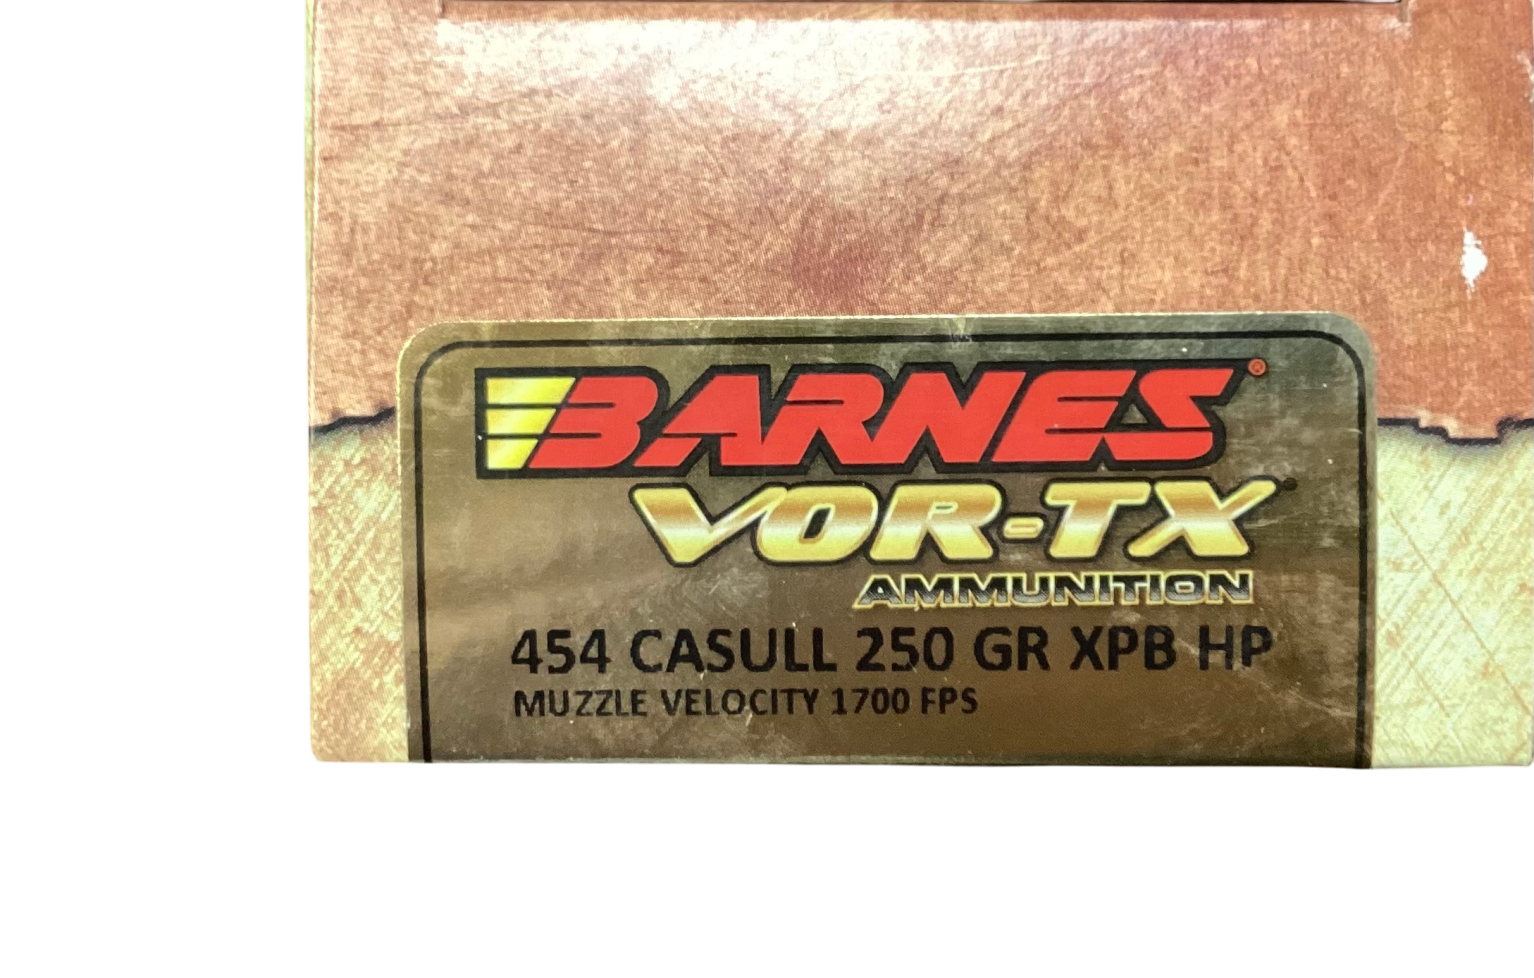 BARNES®
VOR-TX
AMMUNITION
454 CASULL 250 GR XPB HP
MUZZLE VELOCITY 1700 FPS